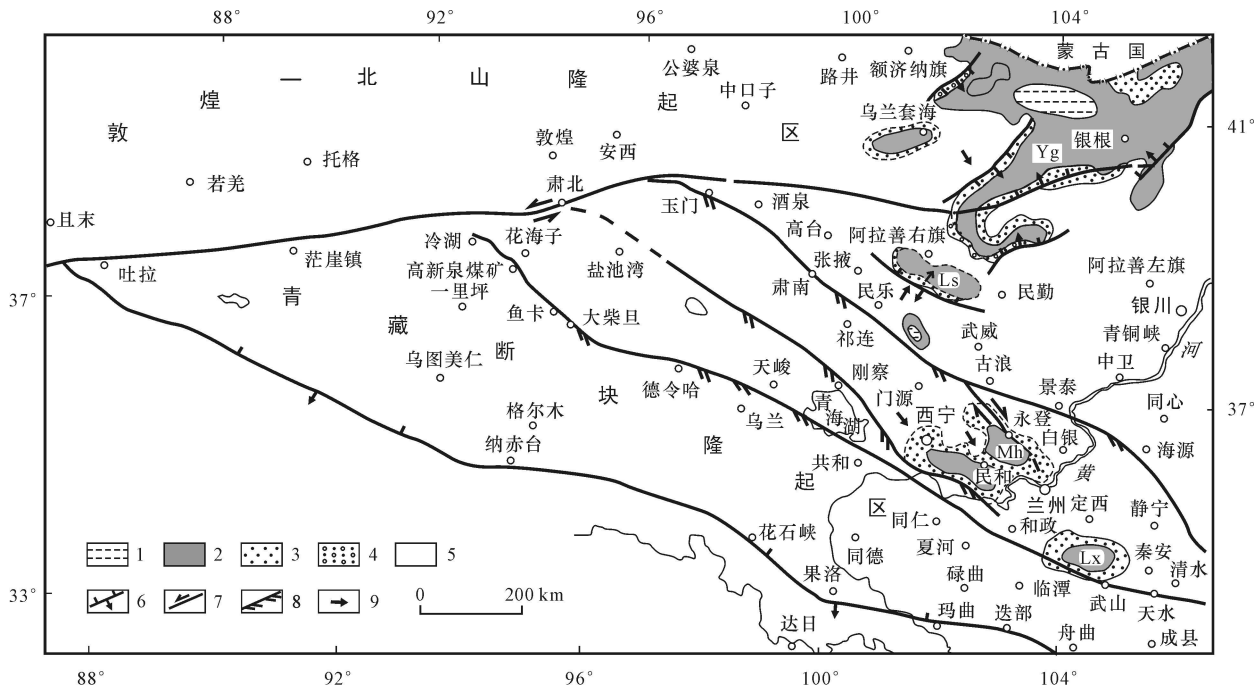 88° 92° 96° 100° 104°
蒙古国
公婆泉
路井
额济纳旗
敦煌—北山隆起区
中口子
乌兰套海
41°
敦煌
安西
银根
Yg
托格
若羌
肃北
玉门
酒泉
且末
冷湖
花海子
高台
阿拉善右旗
吐拉
茫崖镇
高新泉煤矿
盐池湾
张掖
Ls
阿拉善左旗
37°
一里坪
肃南
民乐
民勤
银川
青藏断块隆起区
鱼卡
大柴旦
祁连
武威
青铜峡
乌图美仁
天峻
刚察
古浪
中卫
德令哈
门源
景泰
同心
37°
格尔木
乌兰
青海湖
西宁
永登
白银
海源
纳赤台
共和
Mh
民和
黄河
兰州
定西
静宁
花石峡
同仁
和政
同德
夏河
Lx
秦安
清水
果洛
碌曲
临潭
武山
天水
33°
达日
玛曲
迭部
舟曲
成县
1 2 3 4 5
6 7 8 9
0 200 km
88° 92° 96° 100° 104°